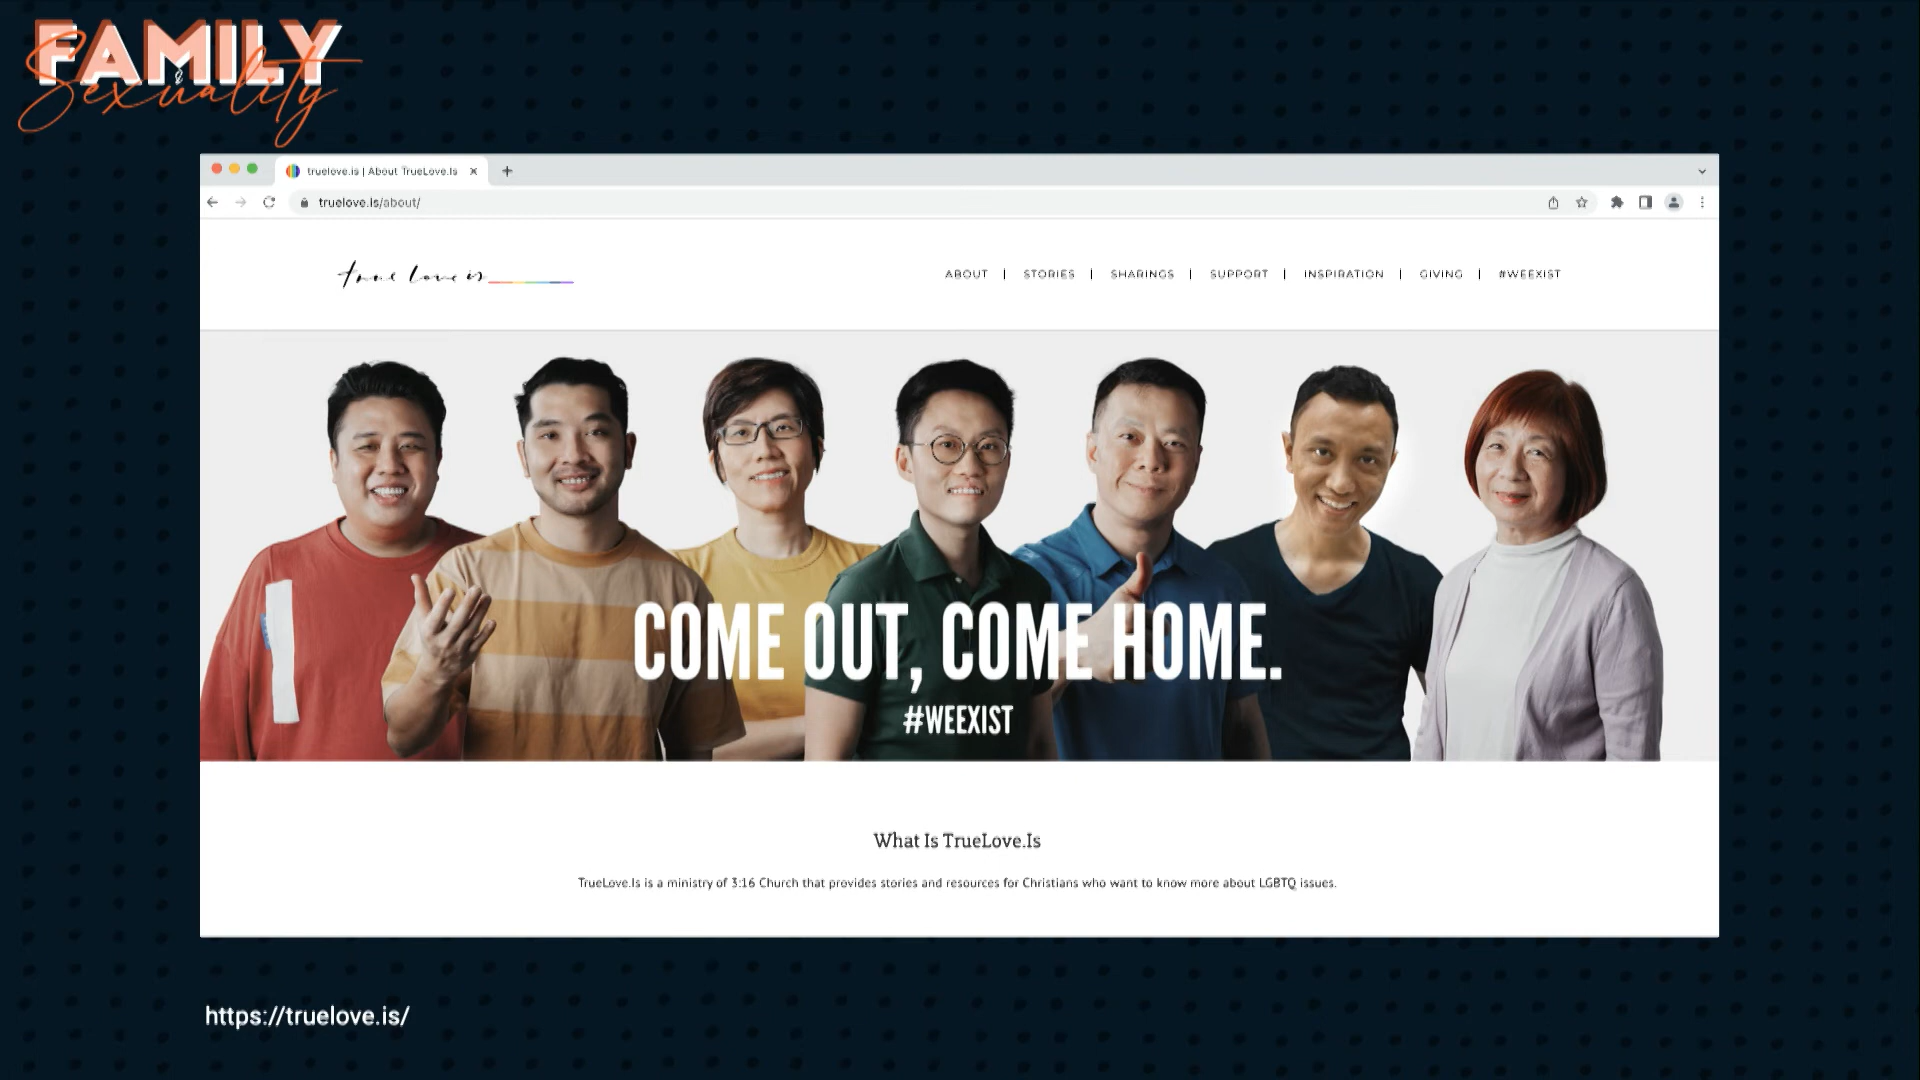 FAMILY
&
Sexuality
truelove.is | About TrueLove.Is
truelove.is/about/
true love is
ABOUT | STORIES | SHARINGS | SUPPORT | INSPIRATION | GIVING | #WEEXIST
COME OUT, COME HOME.
#WEEXIST
What Is TrueLove.Is
TrueLove.Is is a ministry of 3:16 Church that provides stories and resources for Christians who want to know more about LGBTQ issues.
https://truelove.is/